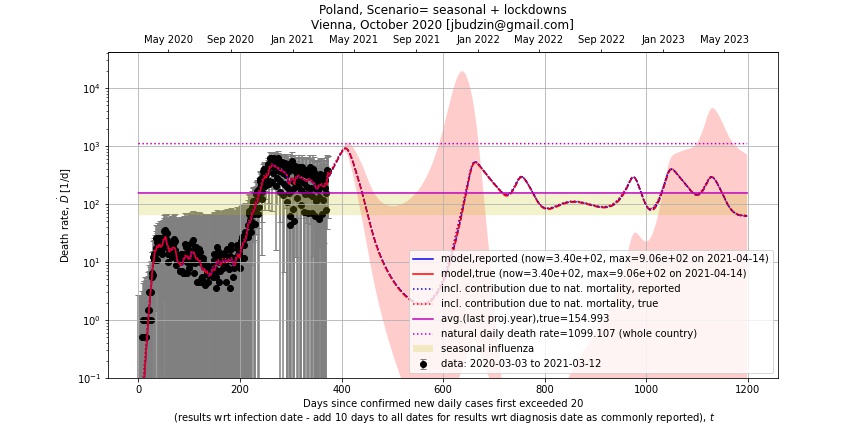 Poland, Scenario= seasonal + lockdowns
Vienna, October 2020 [jbudzin@gmail.com]
May 2020 Sep 2020 Jan 2021 May 2021 Sep 2021 Jan 2022 May 2022 Sep 2022 Jan 2023 May 2023
Death rate, D [1/d]
10⁴
10³
10²
10¹
10⁰
10⁻¹
model,reported (now=3.40e+02, max=9.06e+02 on 2021-04-14)
model,true (now=3.40e+02, max=9.06e+02 on 2021-04-14)
incl. contribution due to nat. mortality, reported
incl. contribution due to nat. mortality, true
avg.(last proj.year),true=154.993
natural daily death rate=1099.107 (whole country)
seasonal influenza
data: 2020-03-03 to 2021-03-12
0 200 400 600 800 1000 1200
Days since confirmed new daily cases first exceeded 20
(results wrt infection date - add 10 days to all dates for results wrt diagnosis date as commonly reported), t